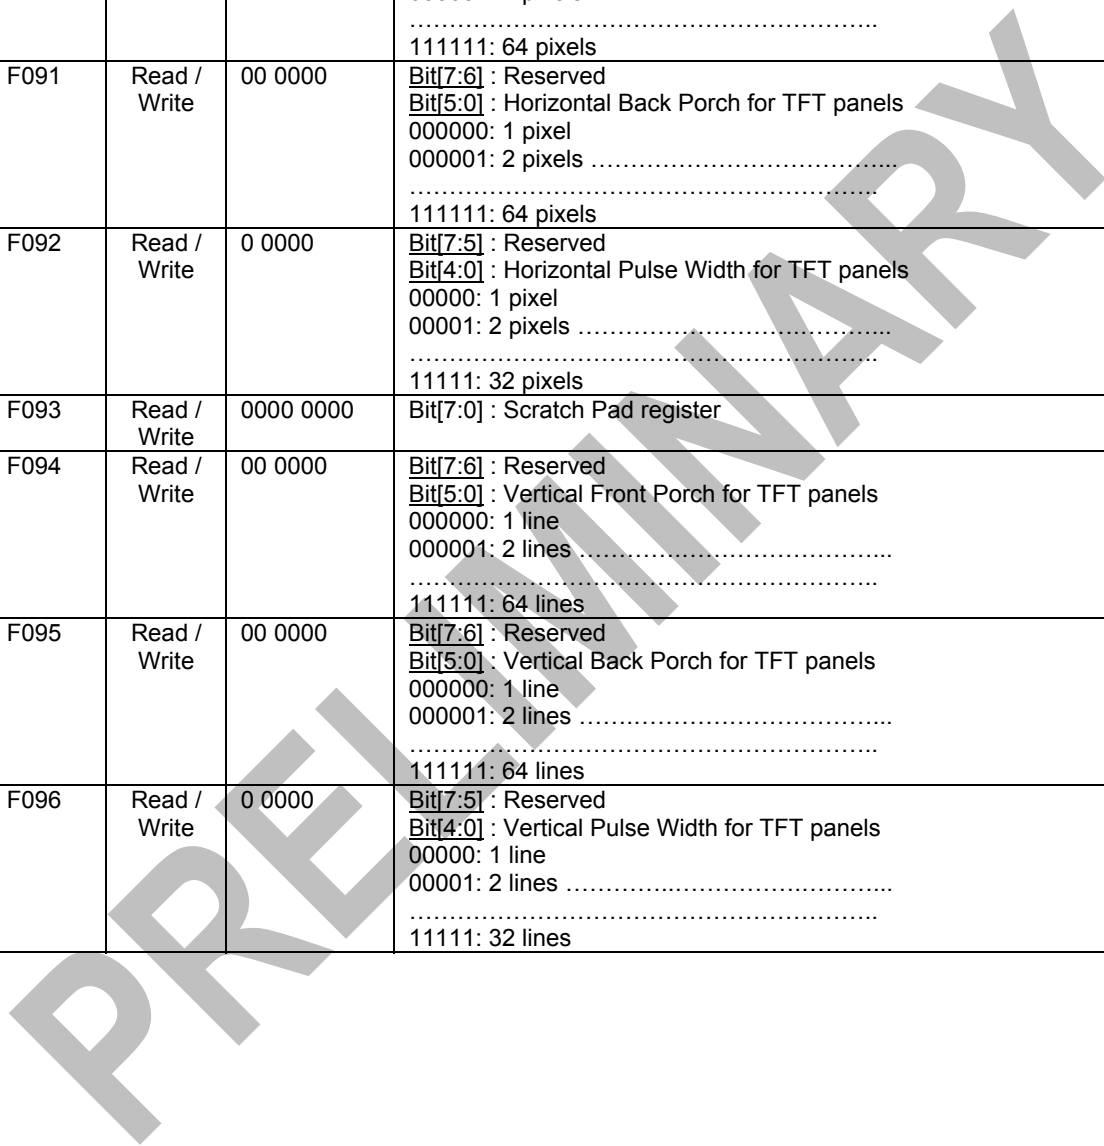 …………………………………………………..
111111: 64 pixels
F091 Read / 00 0000 Bit[7:6] : Reserved
Write Bit[5:0] : Horizontal Back Porch for TFT panels
000000: 1 pixel
000001: 2 pixels ………………………………...
…………………………………………………..
111111: 64 pixels
F092 Read / 0 0000 Bit[7:5] : Reserved
Write Bit[4:0] : Horizontal Pulse Width for TFT panels
00000: 1 pixel
00001: 2 pixels ………………………………...
…………………………………………………..
11111: 32 pixels
F093 Read / 0000 0000 Bit[7:0] : Scratch Pad register
Write
F094 Read / 00 0000 Bit[7:6] : Reserved
Write Bit[5:0] : Vertical Front Porch for TFT panels
000000: 1 line
000001: 2 lines ………………………………...
…………………………………………………..
111111: 64 lines
F095 Read / 00 0000 Bit[7:6] : Reserved
Write Bit[5:0] : Vertical Back Porch for TFT panels
000000: 1 line
000001: 2 lines …….…………………………...
…………………………………………………..
111111: 64 lines
F096 Read / 0 0000 Bit[7:5] : Reserved
Write Bit[4:0] : Vertical Pulse Width for TFT panels
00000: 1 line
00001: 2 lines …………..…………….………...
…………………………………………………..
11111: 32 lines
PRELIMINARY